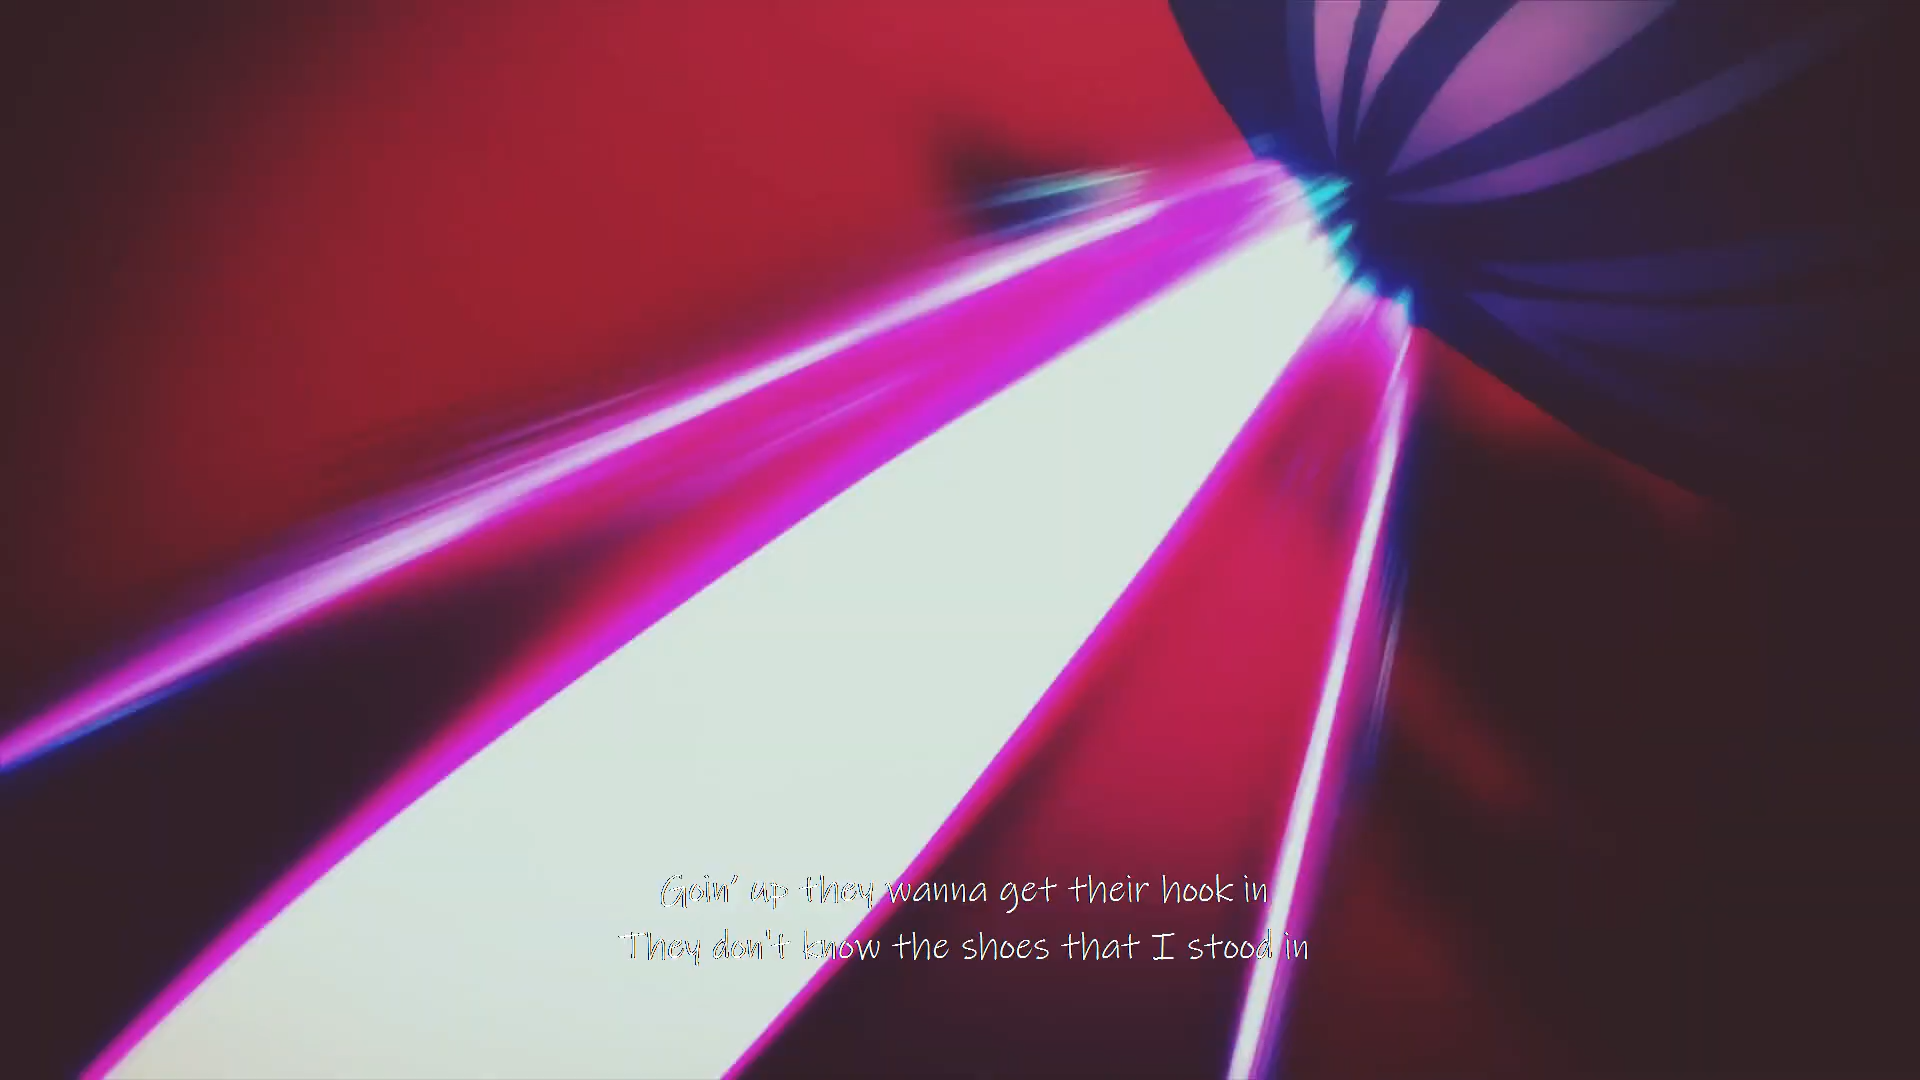 Goin' up they wanna get their hook in
They don't know the shoes that I stood in